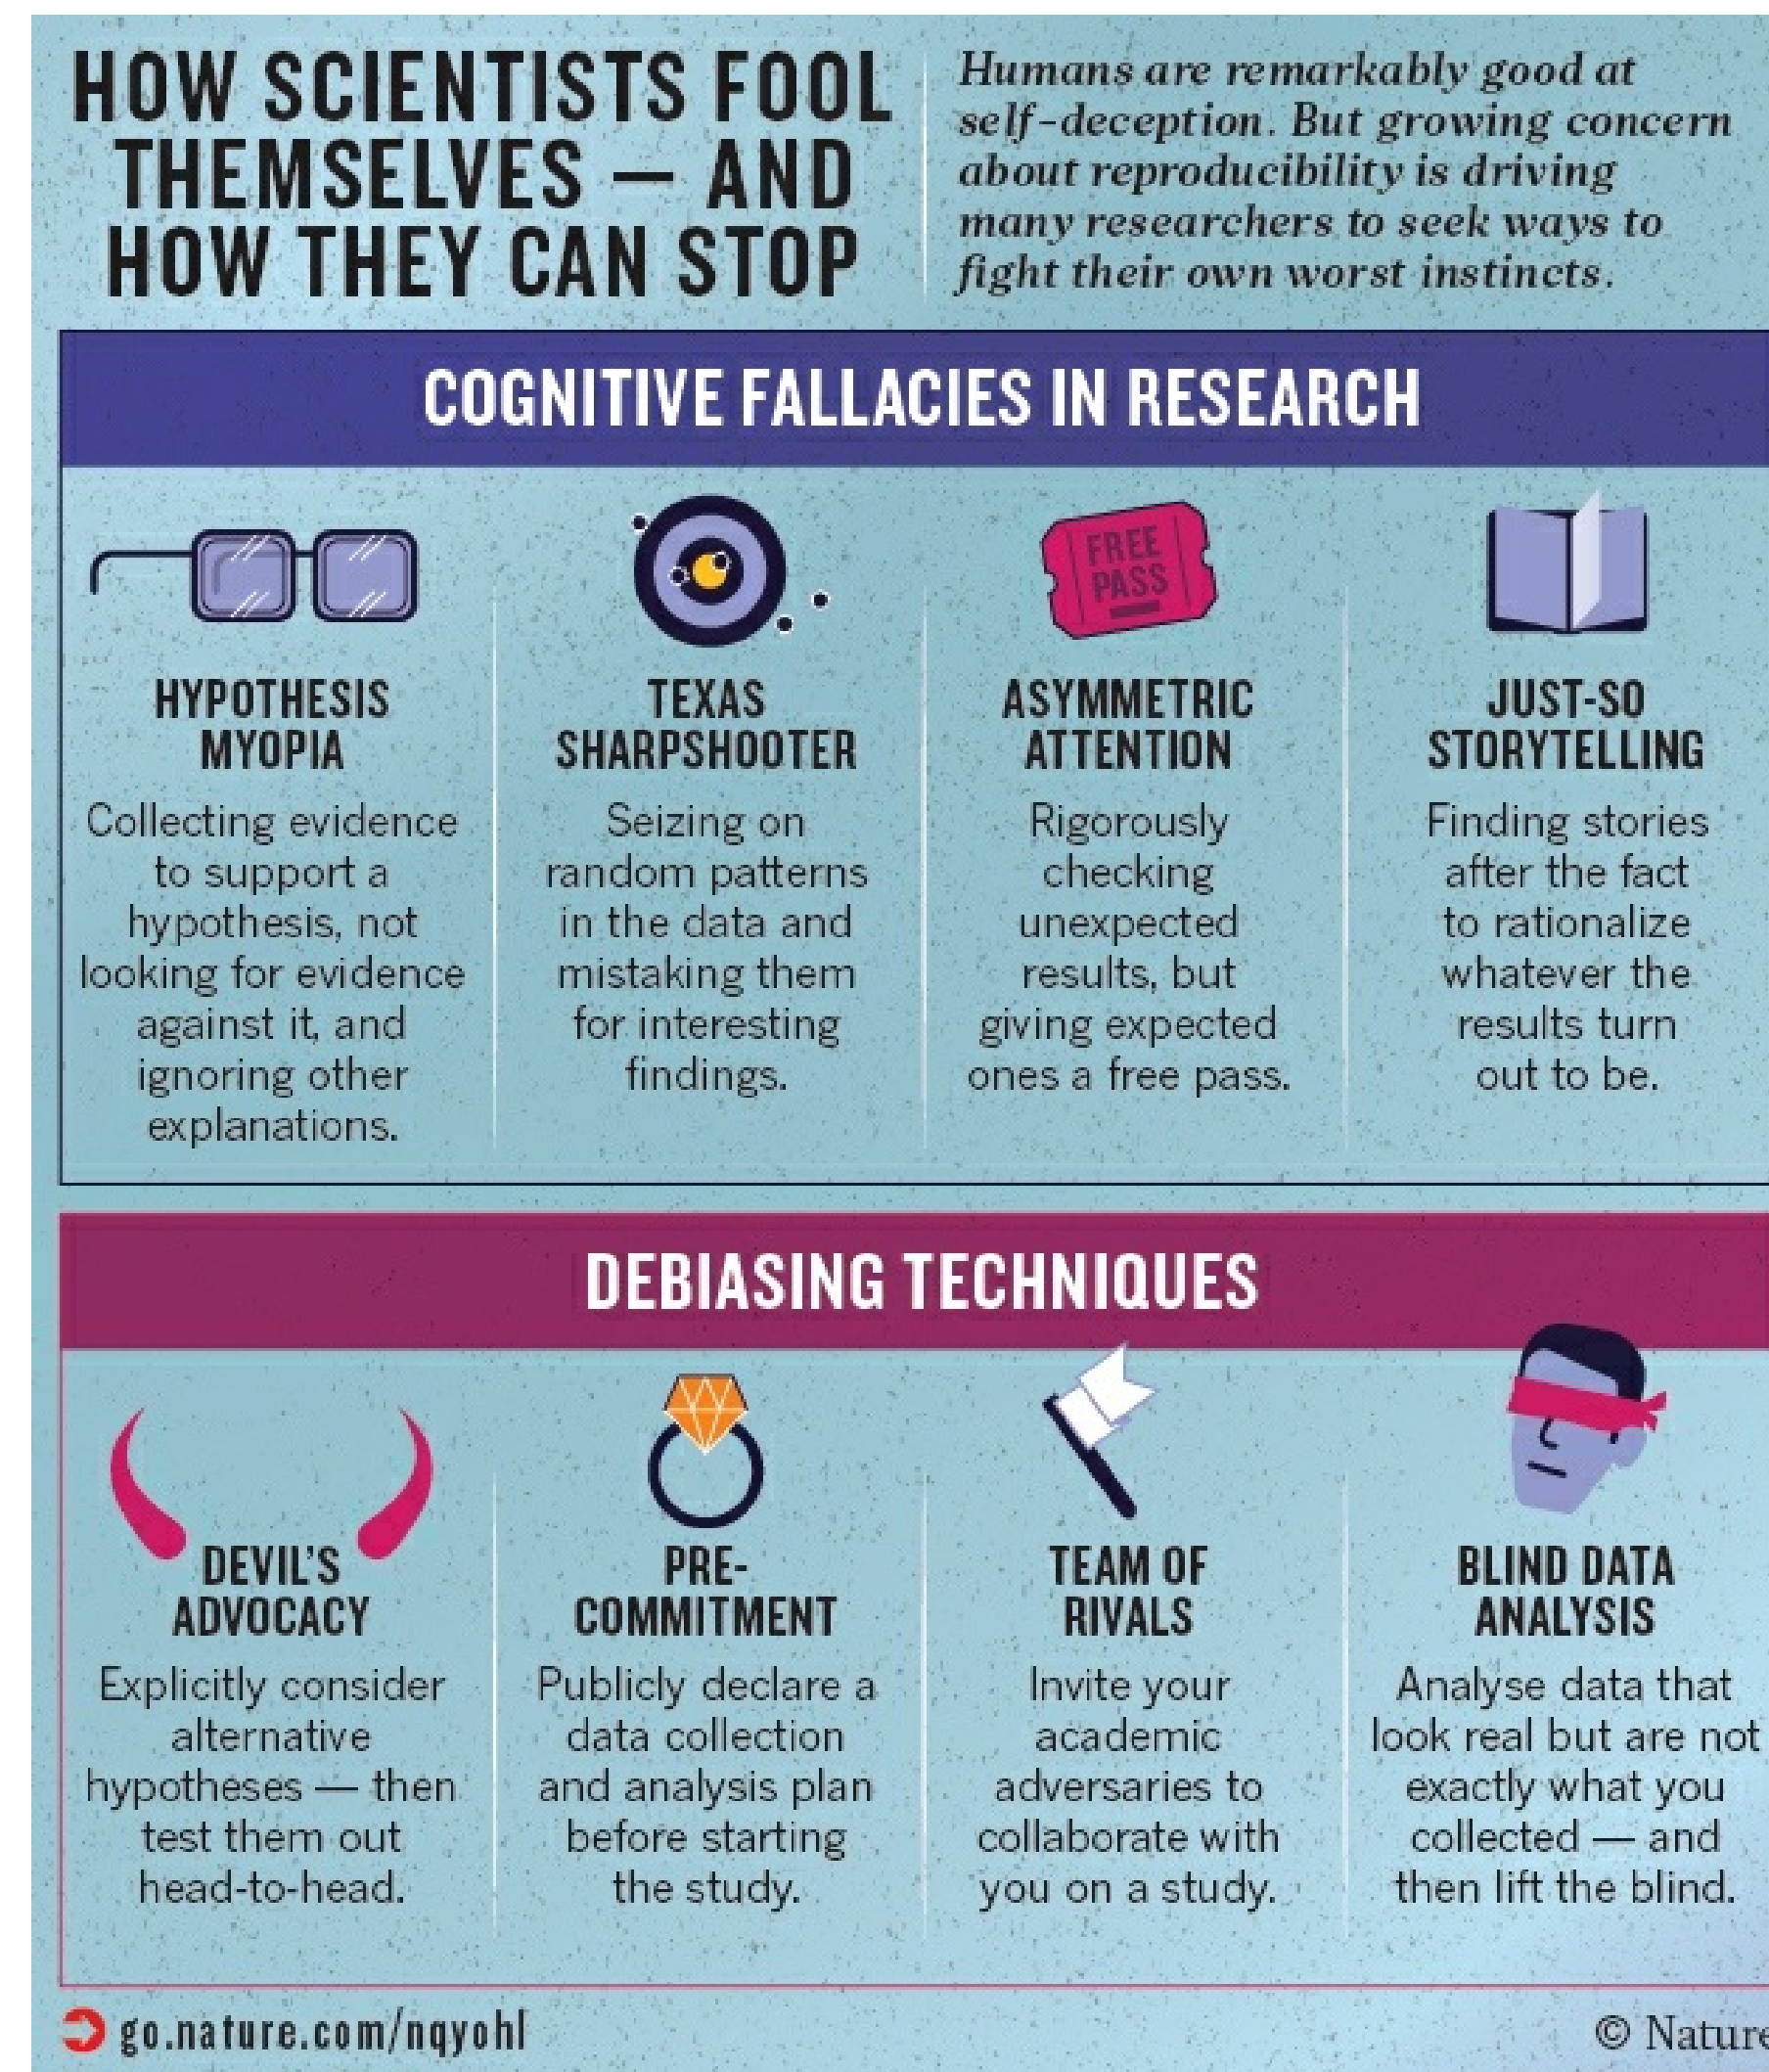 HOW SCIENTISTS FOOL
THEMSELVES — AND
HOW THEY CAN STOP
Humans are remarkably good at
self-deception. But growing concern
about reproducibility is driving
many researchers to seek ways to
fight their own worst instincts.
COGNITIVE FALLACIES IN RESEARCH
HYPOTHESIS
MYOPIA
Collecting evidence
to support a
hypothesis, not
looking for evidence
against it, and
ignoring other
explanations.
TEXAS
SHARPSHOOTER
Seizing on
random patterns
in the data and
mistaking them
for interesting
findings.
FREE
PASS
ASYMMETRIC
ATTENTION
Rigorously
checking
unexpected
results, but
giving expected
ones a free pass.
JUST-SO
STORYTELLING
Finding stories
after the fact
to rationalize
whatever the
results turn
out to be.
DEBIASING TECHNIQUES
DEVIL'S
ADVOCACY
Explicitly consider
alternative
hypotheses — then
test them out
head-to-head.
PRE-
COMMITMENT
Publicly declare a
data collection
and analysis plan
before starting
the study.
TEAM OF
RIVALS
Invite your
academic
adversaries to
collaborate with
you on a study.
BLIND DATA
ANALYSIS
Analyse data that
look real but are not
exactly what you
collected — and
then lift the blind.
go.nature.com/nqyohl
© Nature